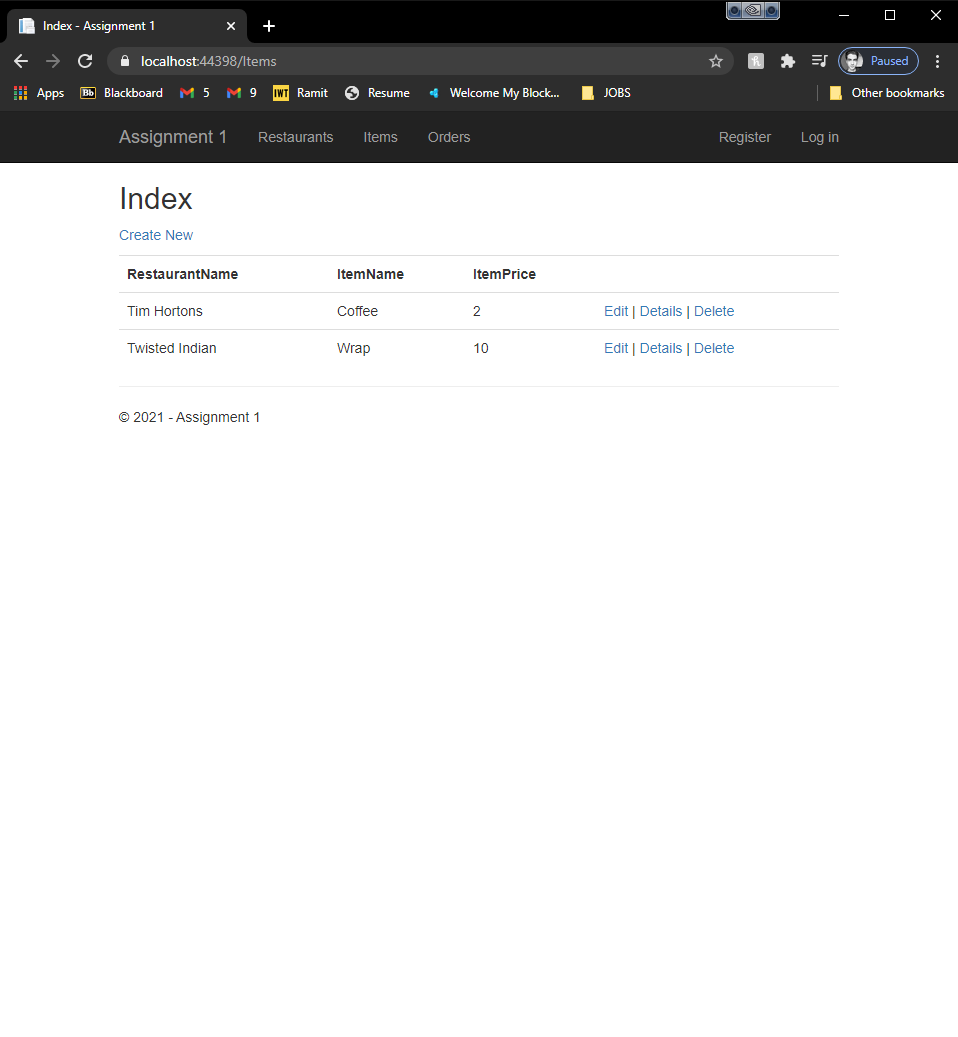 Index - Assignment 1
localhost:44398/Items
Paused
Apps Bb Blackboard 5 9 IWT Ramit Resume Welcome My Block... JOBS Other bookmarks
Assignment 1 Restaurants Items Orders Register Log in
Index
Create New
RestaurantName ItemName ItemPrice
Tim Hortons Coffee 2 Edit | Details | Delete
Twisted Indian Wrap 10 Edit | Details | Delete
© 2021 - Assignment 1